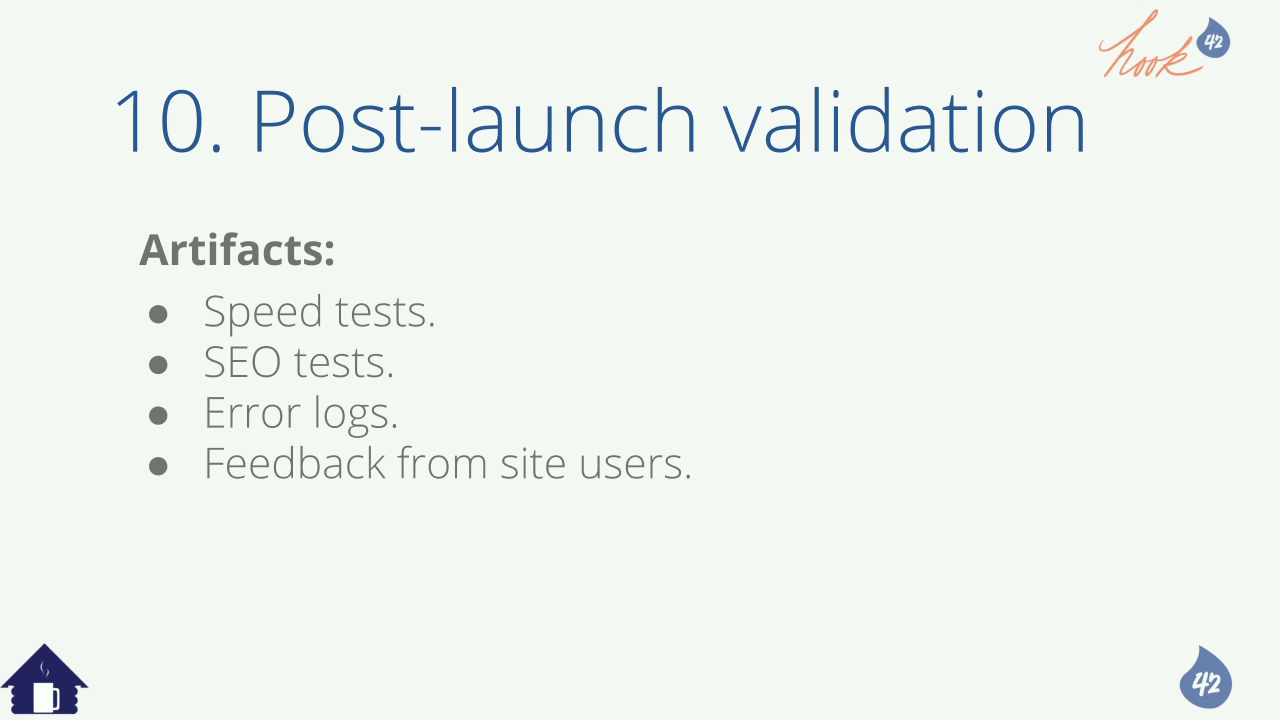 hook 42
10. Post-launch validation
Artifacts:
● Speed tests.
● SEO tests.
● Error logs.
● Feedback from site users.
42